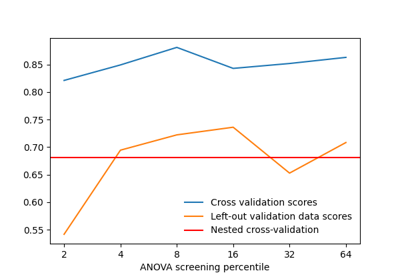 0.85
0.80
0.75
0.70
0.65
0.60
0.55
Cross validation scores
Left-out validation data scores
Nested cross-validation
2 4 8 16 32 64
ANOVA screening percentile